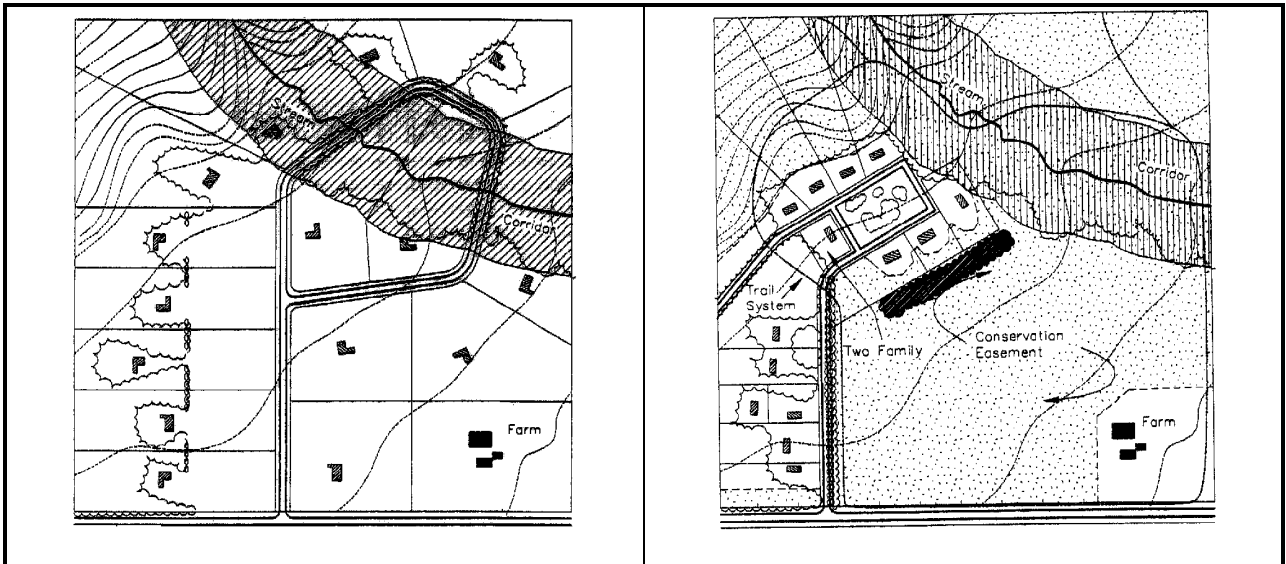 Stream
Corridor
Farm
Stream
Corridor
Trail
System
Two Family
Conservation
Easement
Farm